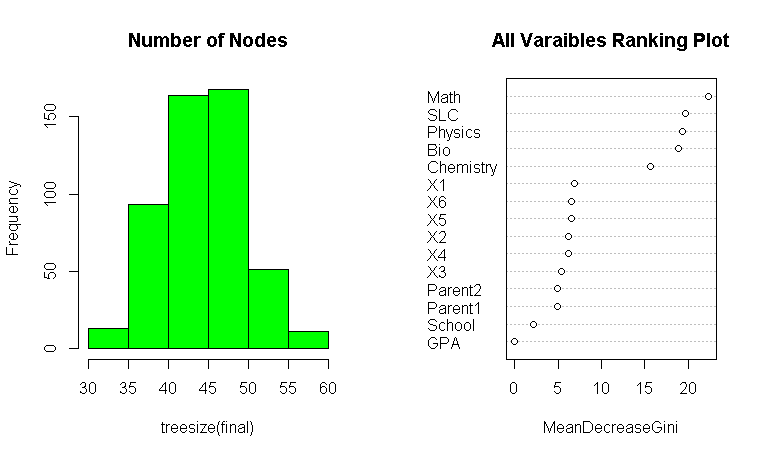 Number of Nodes
Frequency
0
50
100
150
30 35 40 45 50 55 60
treesize(final)
All Varaibles Ranking Plot
Math
SLC
Physics
Bio
Chemistry
X1
X6
X5
X2
X4
X3
Parent2
Parent1
School
GPA
0 5 10 15 20
MeanDecreaseGini